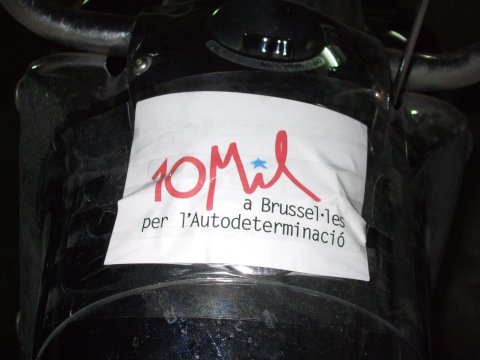 10Mil
a Brussel·les
per l'Autodeterminació